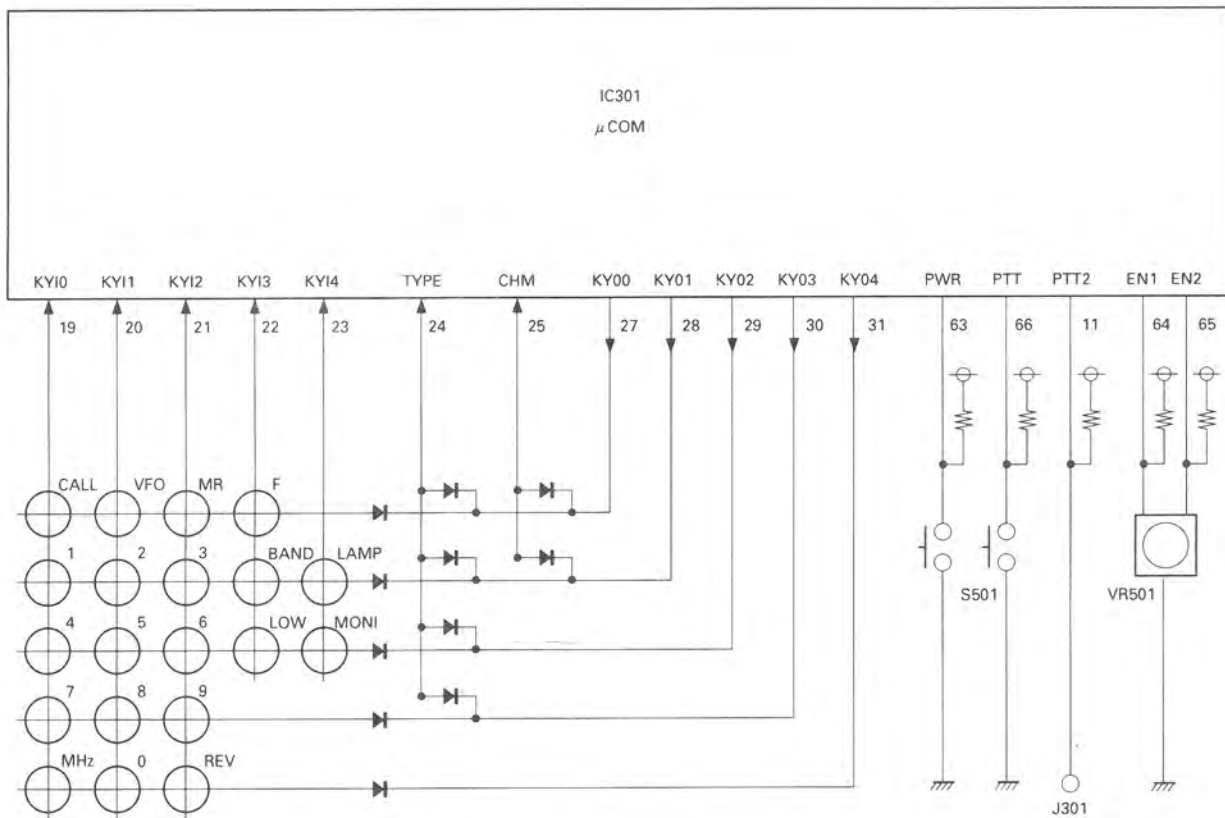 IC301
μ COM
KYI0 KYI1 KYI2 KYI3 KYI4 TYPE CHM KY00 KY01 KY02 KY03 KY04 PWR PTT PTT2 EN1 EN2
19 20 21 22 23 24 25 27 28 29 30 31 63 66 11 64 65
CALL VFO MR F
1 2 3 BAND LAMP
S501 VR501
4 5 6 LOW MONI
7 8 9
MHz 0 REV
J301